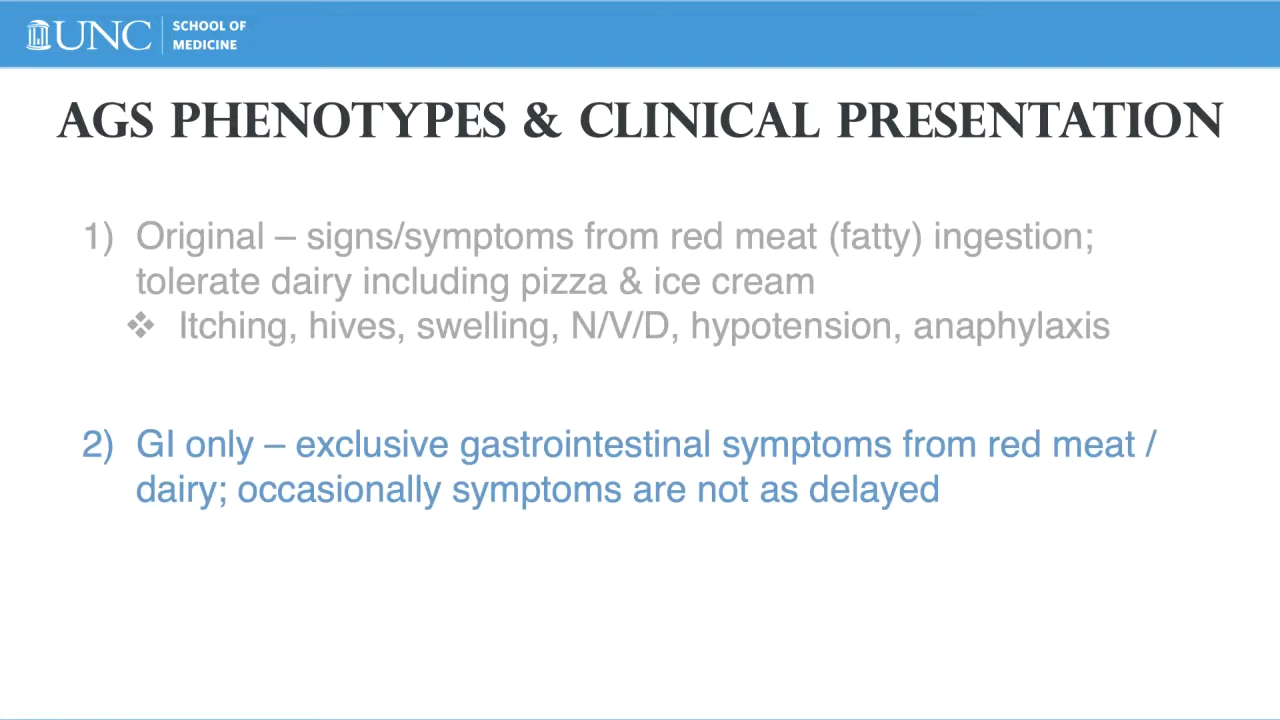 UNC SCHOOL OF
MEDICINE
AGS PHENOTYPES & CLINICAL PRESENTATION
1) Original – signs/symptoms from red meat (fatty) ingestion;
tolerate dairy including pizza & ice cream
❖ Itching, hives, swelling, N/V/D, hypotension, anaphylaxis
2) GI only – exclusive gastrointestinal symptoms from red meat /
dairy; occasionally symptoms are not as delayed